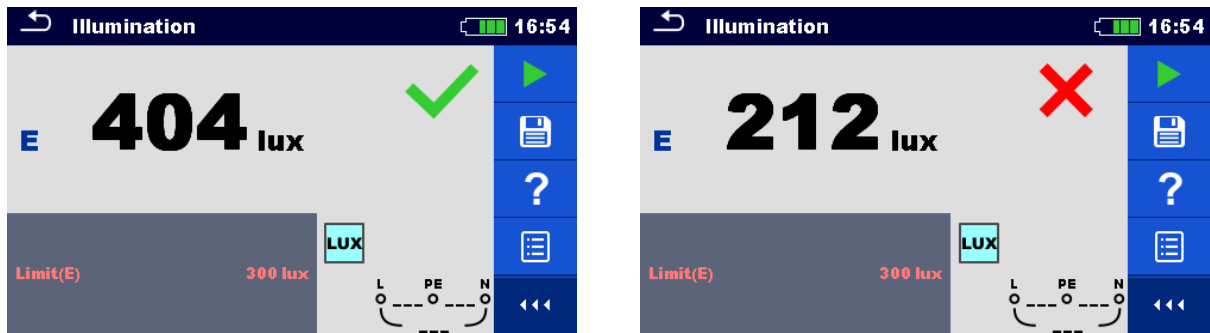 Illumination 16:54
E 404 lux
?
LUX
Limit(E) 300 lux
L PE N
Illumination 16:54
E 212 lux
?
LUX
Limit(E) 300 lux
L PE N